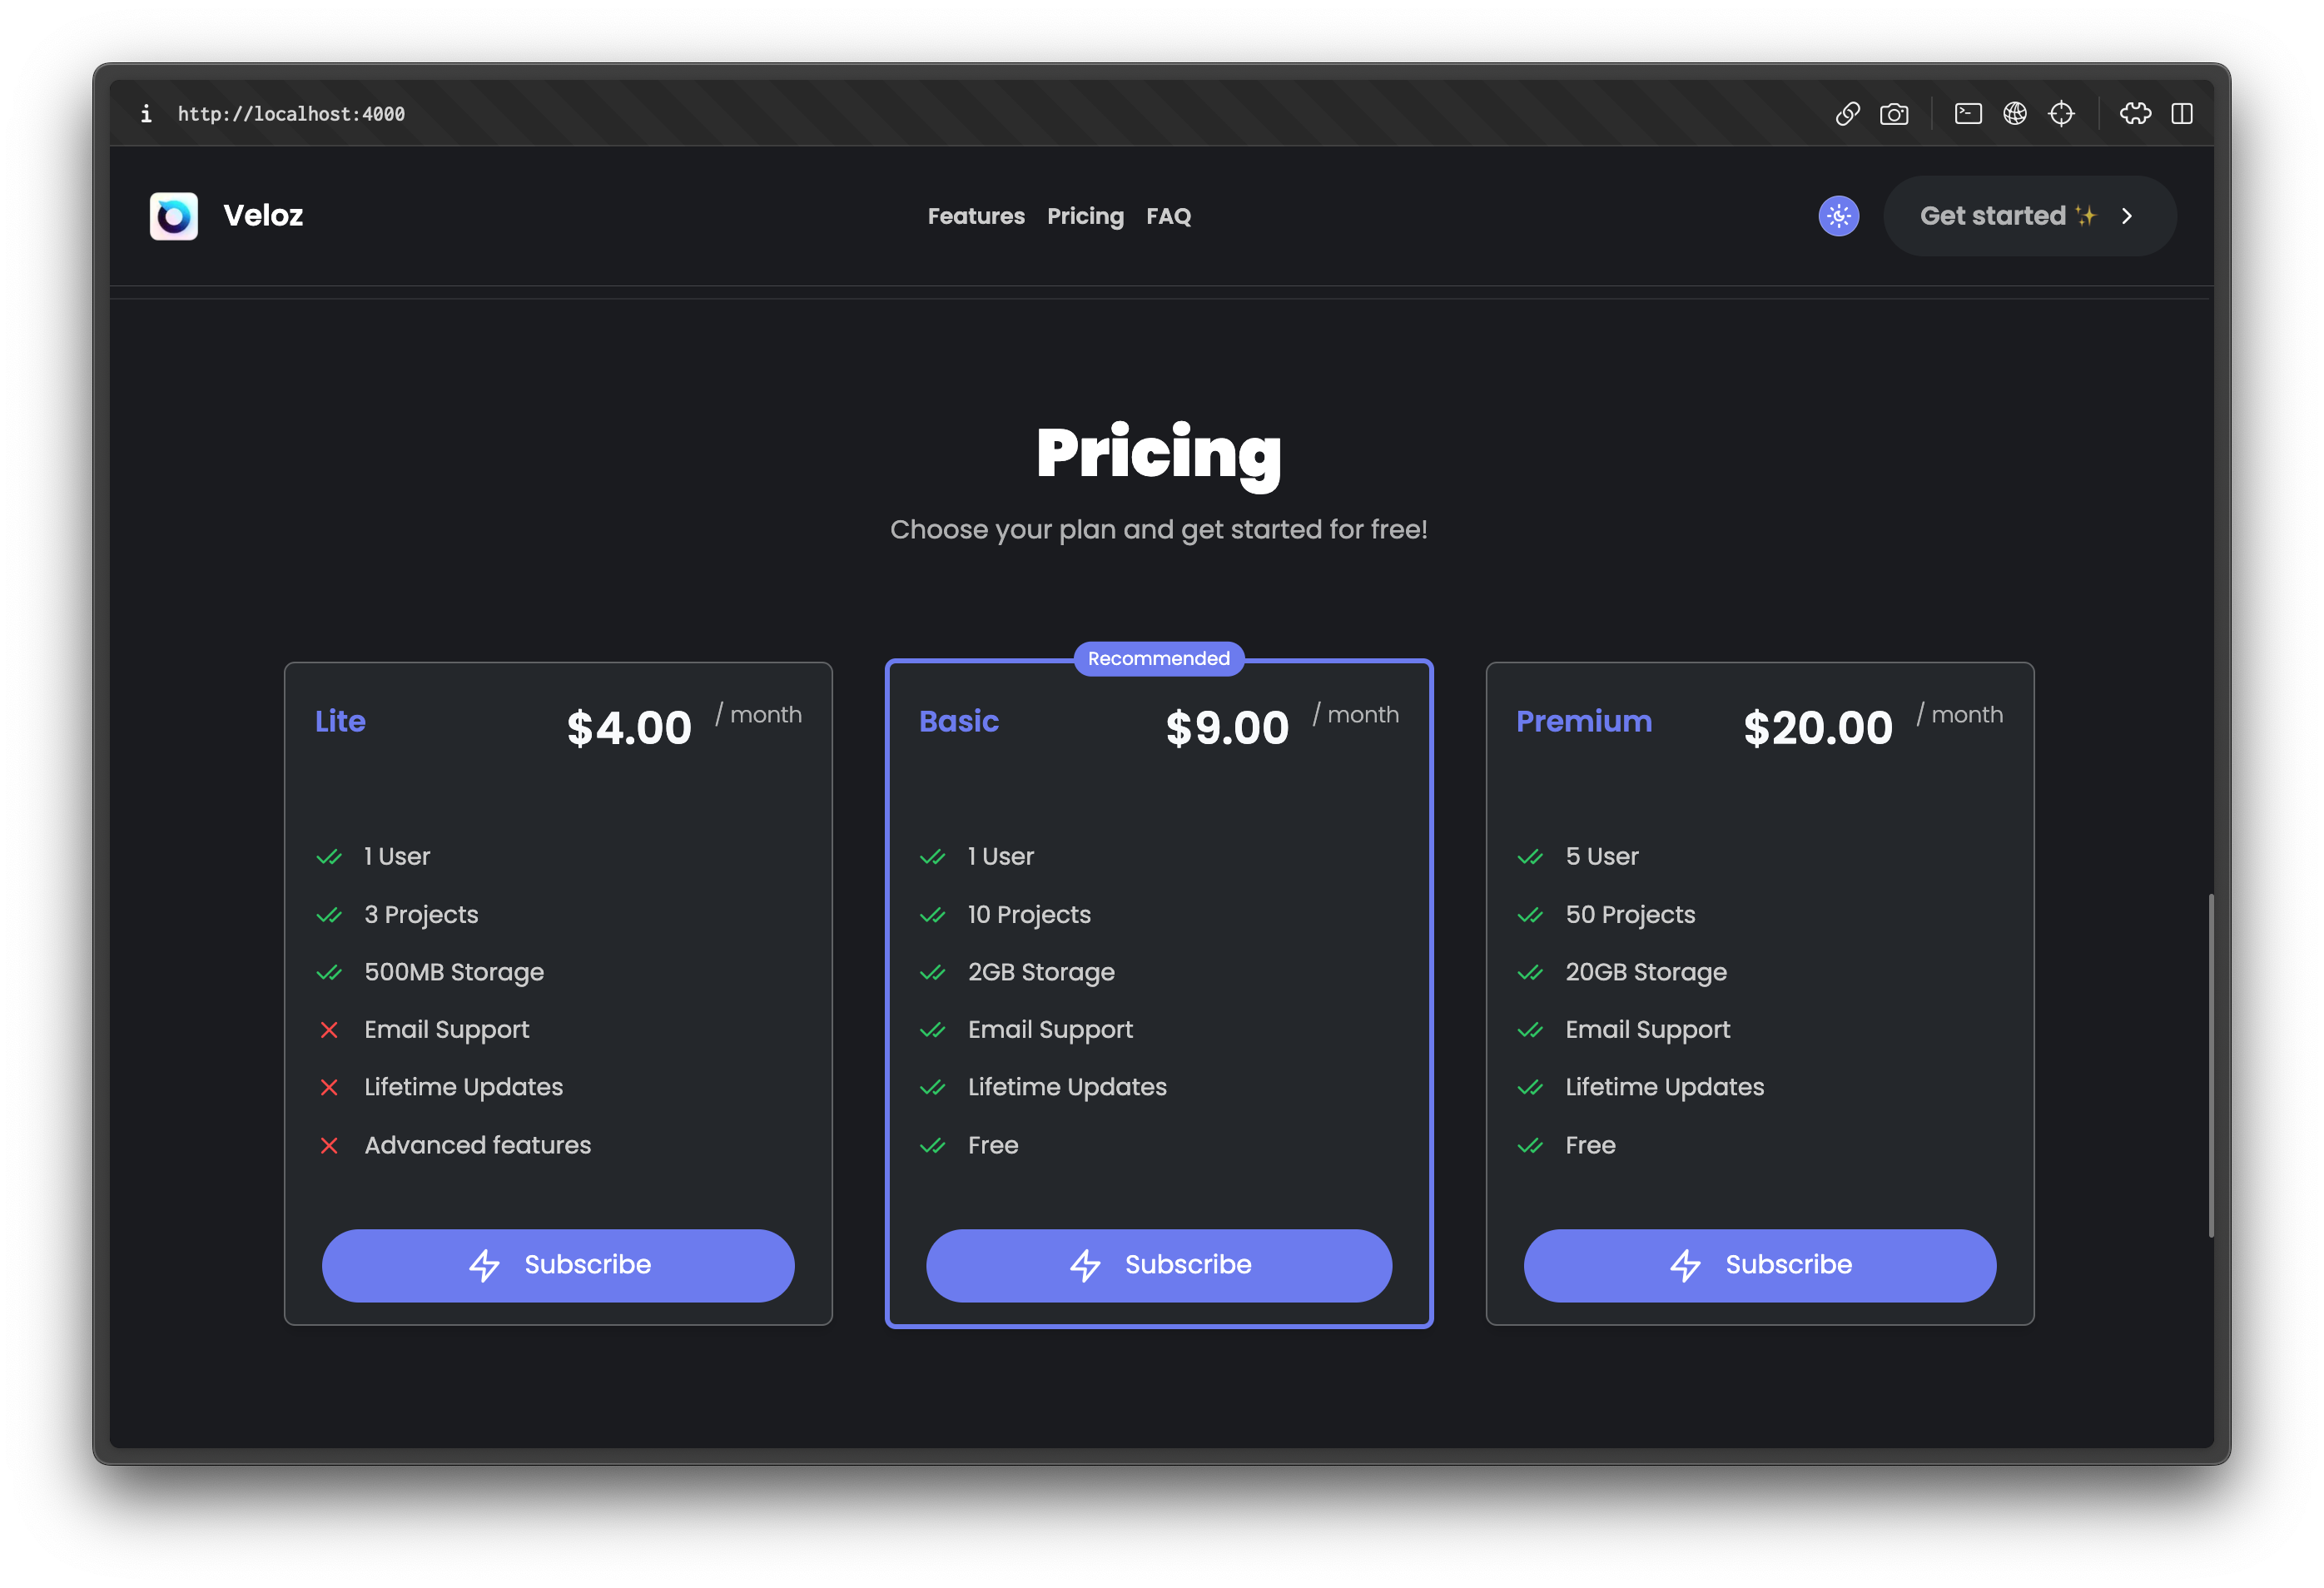 http://localhost:4000
Veloz
Features Pricing FAQ
Get started ✨
Pricing
Choose your plan and get started for free!
Lite $4.00 / month
1 User
3 Projects
500MB Storage
Email Support
Lifetime Updates
Advanced features
Subscribe
Recommended
Basic $9.00 / month
1 User
10 Projects
2GB Storage
Email Support
Lifetime Updates
Free
Subscribe
Premium $20.00 / month
5 User
50 Projects
20GB Storage
Email Support
Lifetime Updates
Free
Subscribe